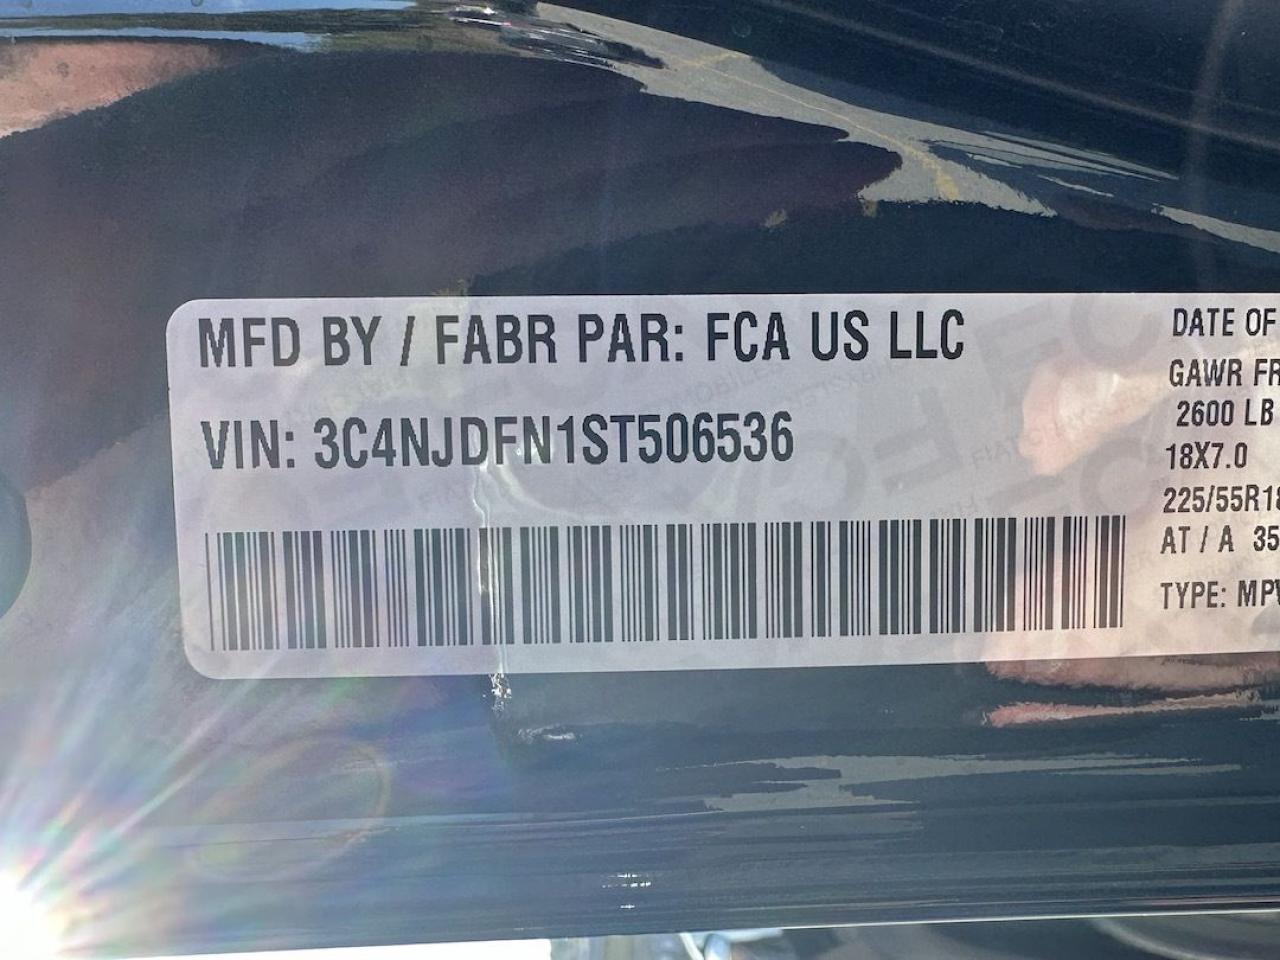 MFD BY / FABR PAR: FCA US LLC
VIN: 3C4NJDFN1ST506536
DATE OF
GAWR FR
2600 LB
18X7.0
225/55R18
AT / A 35
TYPE: MPV